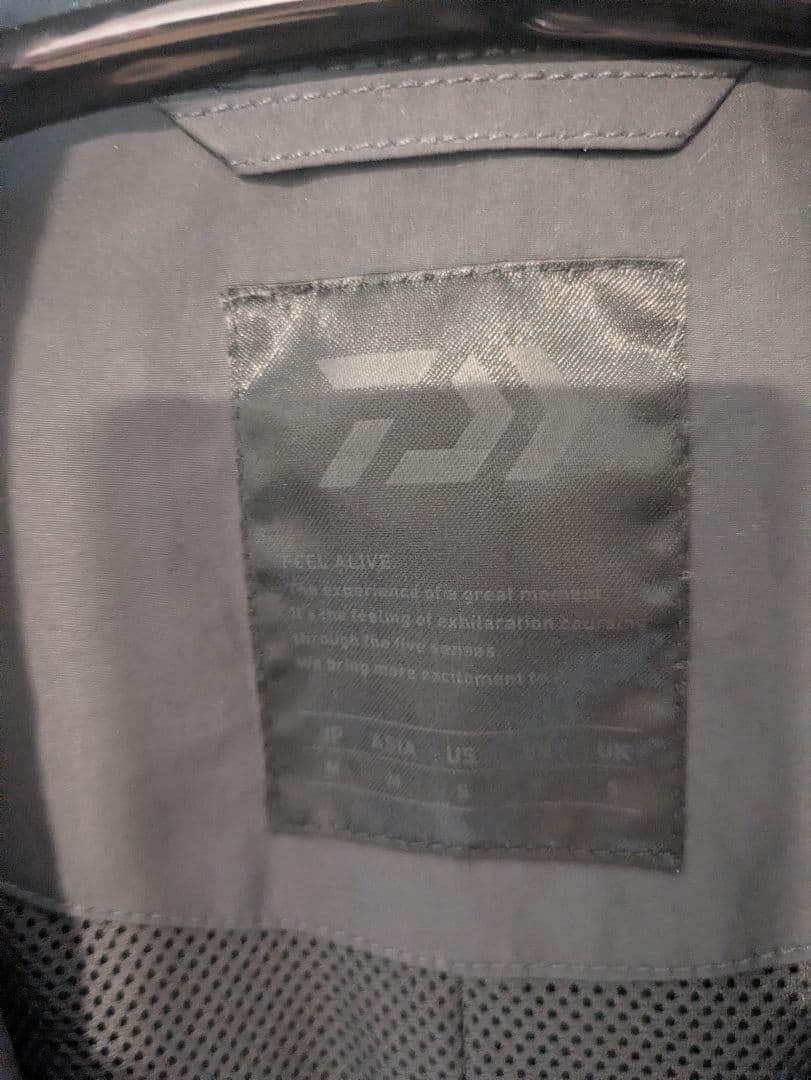 FEEL ALIVE.
The experience of a great moment.
It's the feeling of exhilaration coursing
through the five senses.
We bring more excitement to
JP ASIA US UK
M M S S